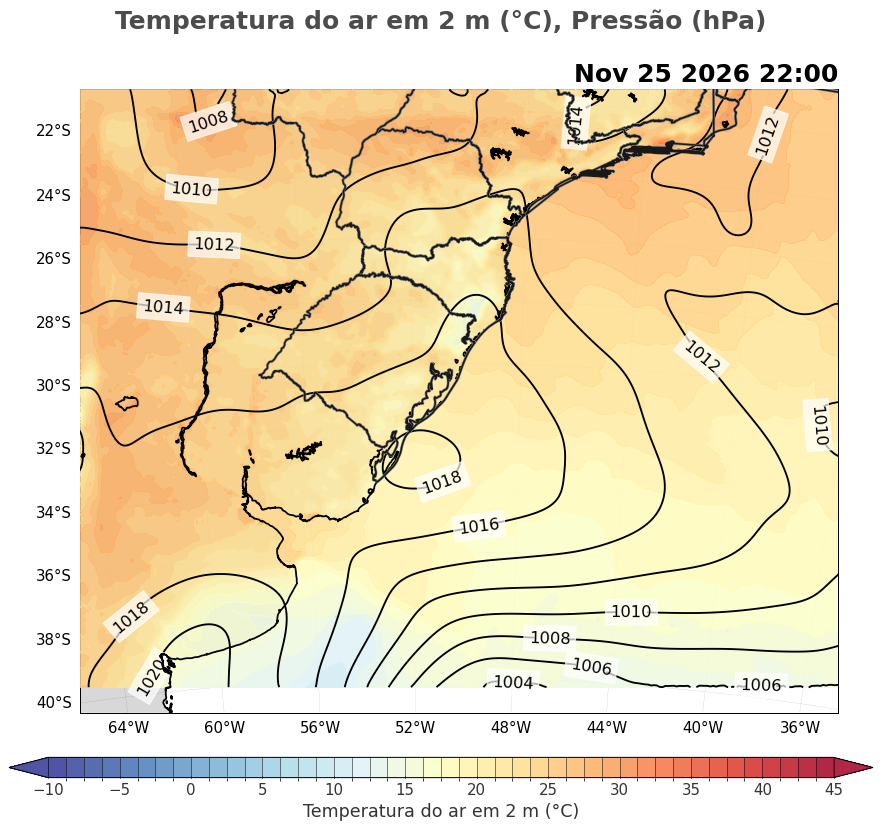 Temperatura do ar em 2 m (°C), Pressão (hPa)
Nov 25 2026 22:00
22°S
24°S
26°S
28°S
30°S
32°S
34°S
36°S
38°S
40°S
1008
1014
1012
1010
1012
1014
1012
1010
1018
1016
1018
1010
1008
1006
1020
1004
1006
64°W
60°W
56°W
52°W
48°W
44°W
40°W
36°W
−10
−5
0
5
10
15
20
25
30
35
40
45
Temperatura do ar em 2 m (°C)